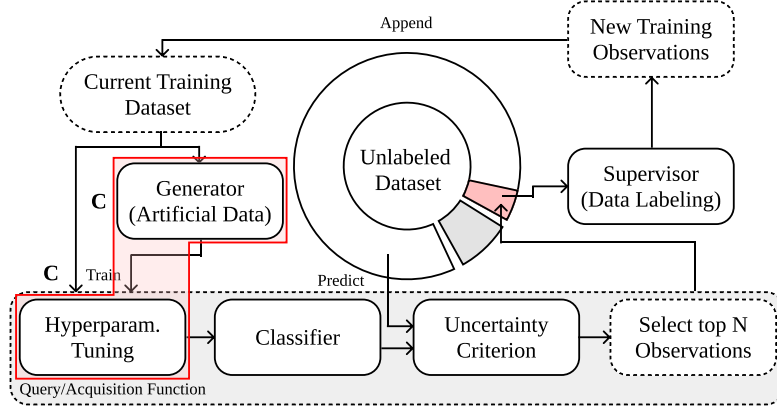 Append
New Training
Observations
Current Training
Dataset
Unlabeled
Dataset
Generator
(Artificial Data)
C
Supervisor
(Data Labeling)
C
Train
Predict
Hyperparam.
Tuning
Classifier
Uncertainty
Criterion
Select top N
Observations
Query/Acquisition Function